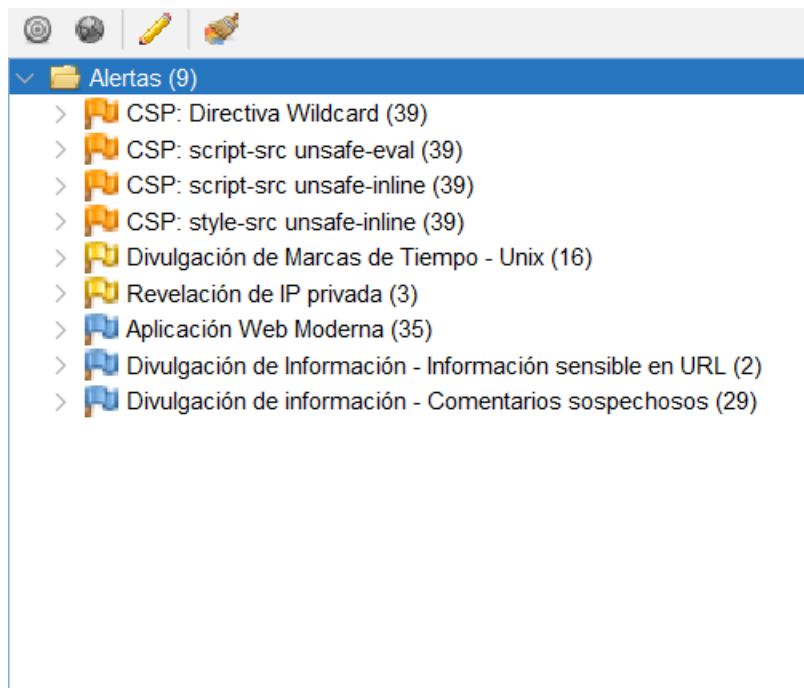 Alertas (9)
CSP: Directiva Wildcard (39)
CSP: script-src unsafe-eval (39)
CSP: script-src unsafe-inline (39)
CSP: style-src unsafe-inline (39)
Divulgación de Marcas de Tiempo - Unix (16)
Revelación de IP privada (3)
Aplicación Web Moderna (35)
Divulgación de Información - Información sensible en URL (2)
Divulgación de información - Comentarios sospechosos (29)